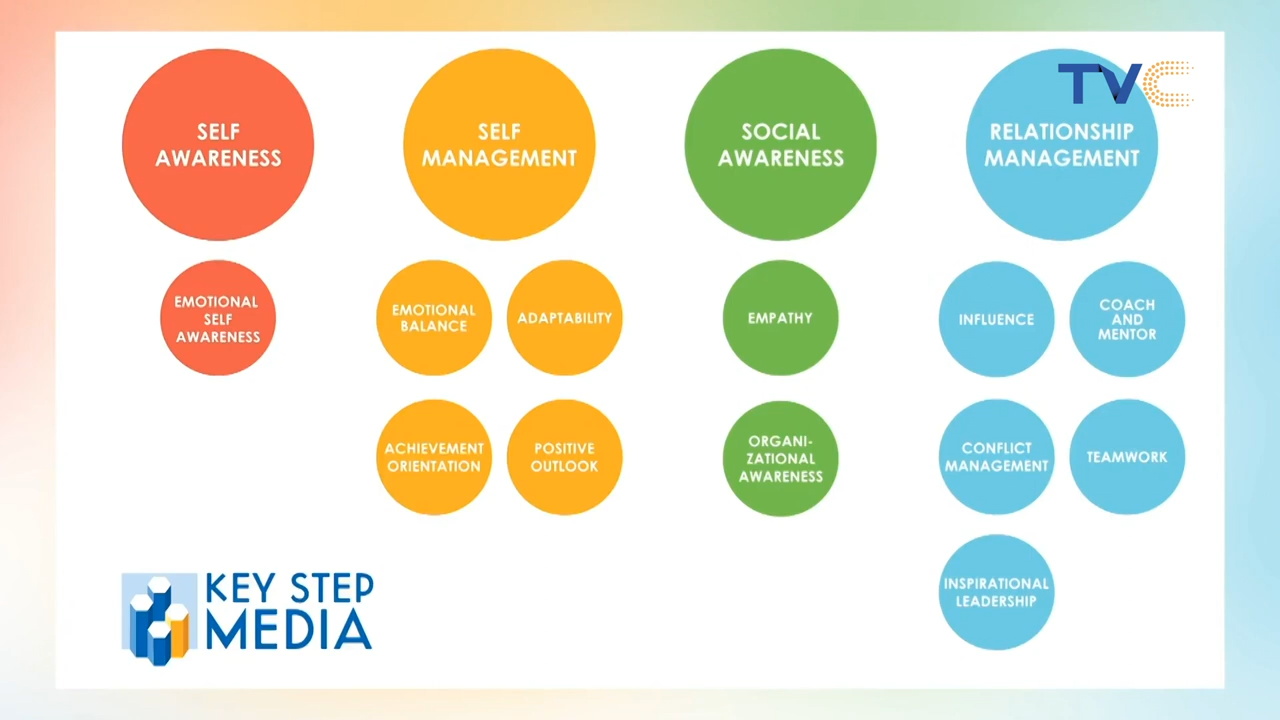 TVC
SELF
AWARENESS
SELF
MANAGEMENT
SOCIAL
AWARENESS
RELATIONSHIP
MANAGEMENT
EMOTIONAL
SELF
AWARENESS
EMOTIONAL
BALANCE
ADAPTABILITY
EMPATHY
INFLUENCE
COACH
AND
MENTOR
ACHIEVEMENT
ORIENTATION
POSITIVE
OUTLOOK
ORGANI-
ZATIONAL
AWARENESS
CONFLICT
MANAGEMENT
TEAMWORK
INSPIRATIONAL
LEADERSHIP
KEY STEP
MEDIA